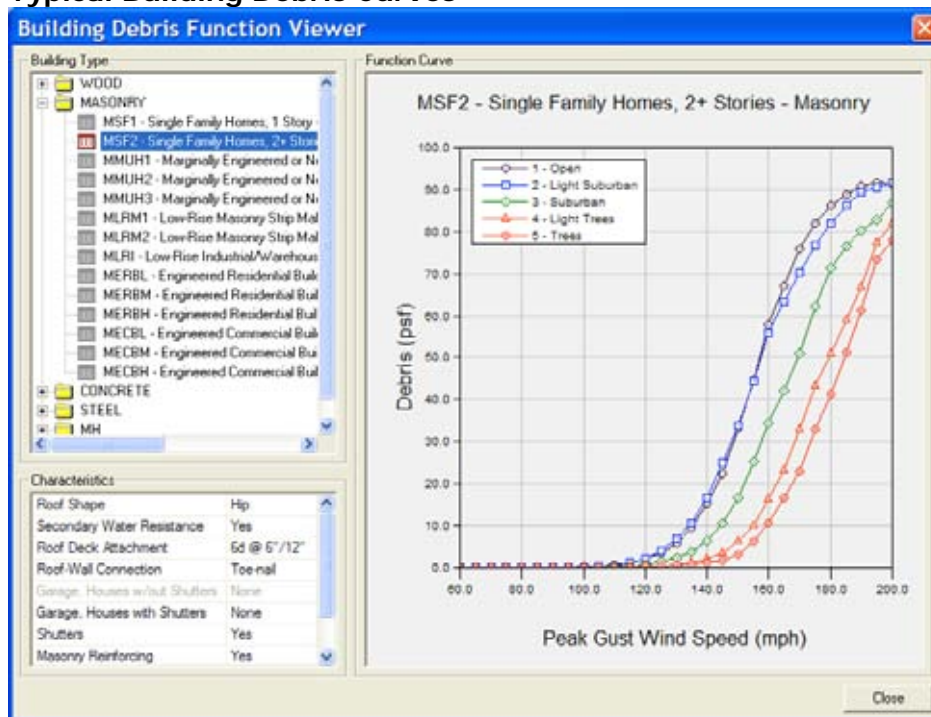 Typical Building Debris Curves
Building Debris Function Viewer
Building Type
WOOD
MASONRY
MSF1 - Single Family Homes, 1 Story -
MSF2 - Single Family Homes, 2+ Stori
MMUH1 - Marginally Engineered or No
MMUH2 - Marginally Engineered or No
MMUH3 - Marginally Engineered or No
MLRM1 - Low-Rise Masonry Strip Mal
MLRM2 - Low-Rise Masonry Strip Mal
MLRI - Low Rise Industrial/Warehous
MERBL - Engineered Residential Buil
MERBM - Engineered Residential Buil
MERBH - Engineered Residential Buil
MECBL - Engineered Commercial Buil
MECBM - Engineered Commercial Bui
MECBH - Engineered Commercial Buil
CONCRETE
STEEL
MH
Characteristics
Roof Shape Hip
Secondary Water Resistance Yes
Roof Deck Attachment 6d @ 6"/12"
Roof-Wall Connection Toe-nail
Garage, Houses w/out Shutters None
Garage, Houses with Shutters None
Shutters Yes
Masonry Reinforcing Yes
Function Curve
MSF2 - Single Family Homes, 2+ Stories - Masonry
1 - Open
2 - Light Suburban
3 - Suburban
4 - Light Trees
5 - Trees
100.0
90.0
80.0
70.0
60.0
50.0
40.0
30.0
20.0
10.0
0.0
Debris (psf)
60.0 80.0 100.0 120.0 140.0 160.0 180.0 200.0
Peak Gust Wind Speed (mph)
Close